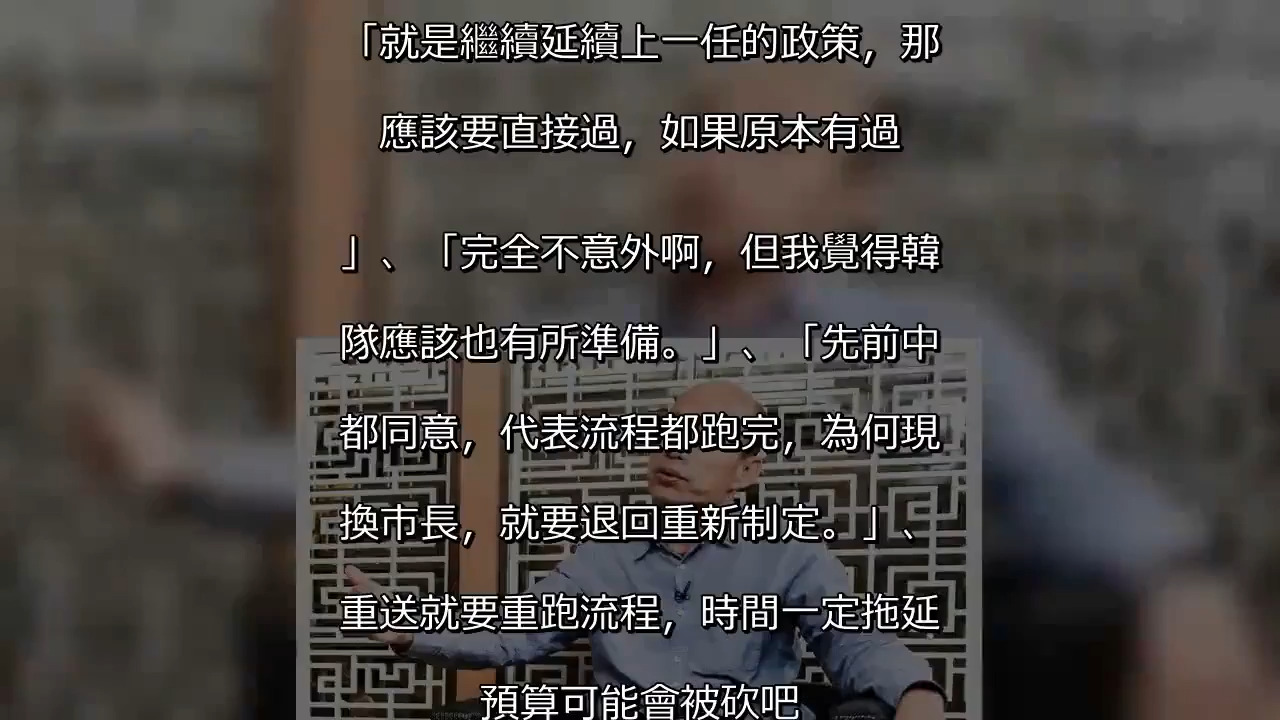 「就是繼續延續上一任的政策，那
應該要直接過，如果原本有過
」、「完全不意外啊，但我覺得韓
隊應該也有所準備。」、「先前中
都同意，代表流程都跑完，為何現
換市長，就要退回重新制定。」、
重送就要重跑流程，時間一定拖延
預算可能會被砍吧